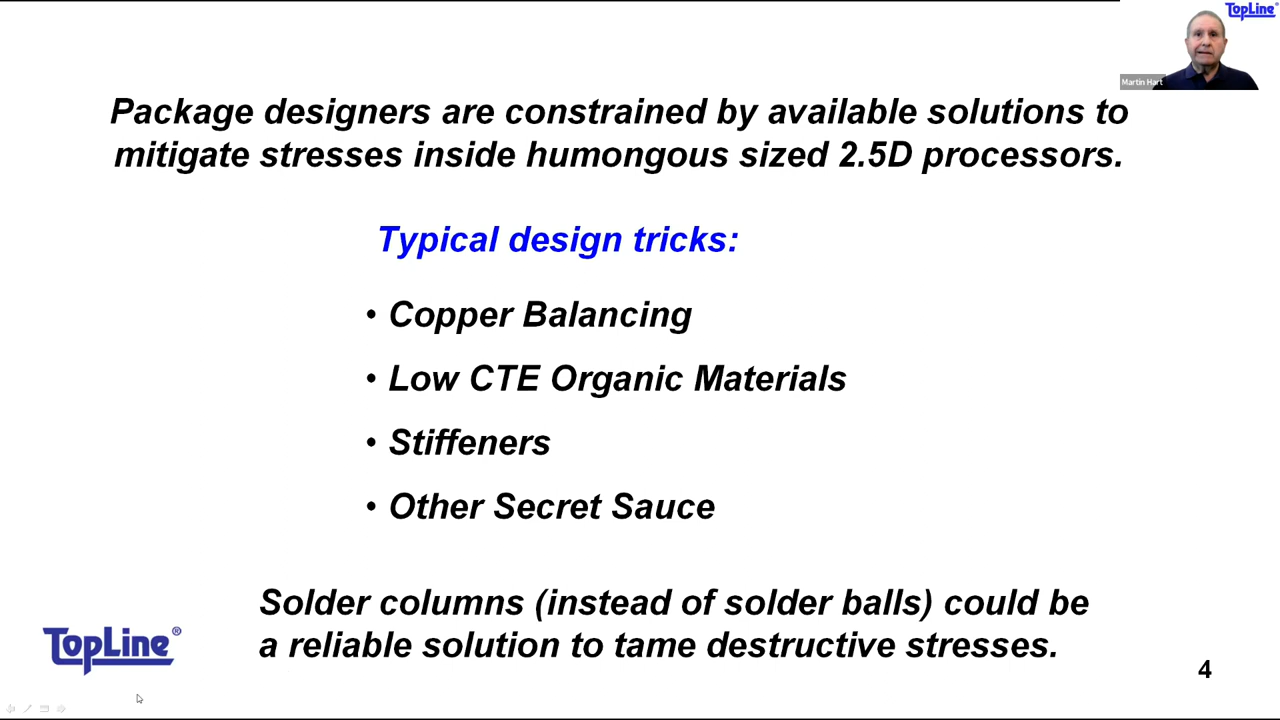 TopLine®
Martin Hart
Package designers are constrained by available solutions to
mitigate stresses inside humongous sized 2.5D processors.
Typical design tricks:
• Copper Balancing
• Low CTE Organic Materials
• Stiffeners
• Other Secret Sauce
Solder columns (instead of solder balls) could be
a reliable solution to tame destructive stresses.
TopLine®
4